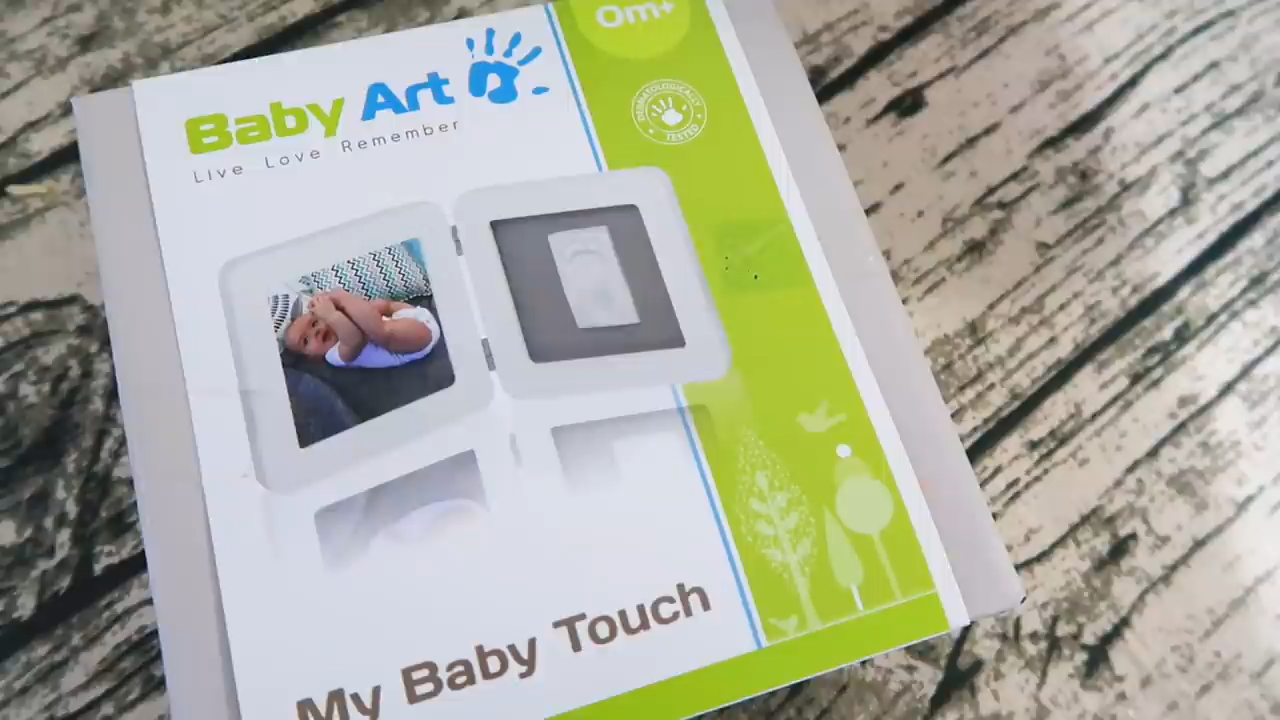 0m+
Baby Art
Live Love Remember
DERMATOLOGICALLY
TESTED
My Baby Touch